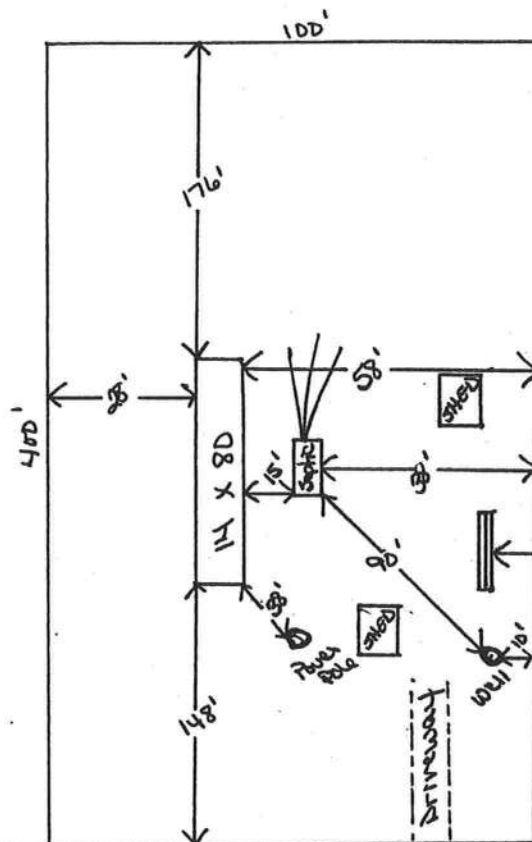 100'
176'
400'
28'
58'
SHED
14 x 80
15'
Septic
38'
90'
38'
Power
Pole
SHED
10'
Well
148'
Driveway